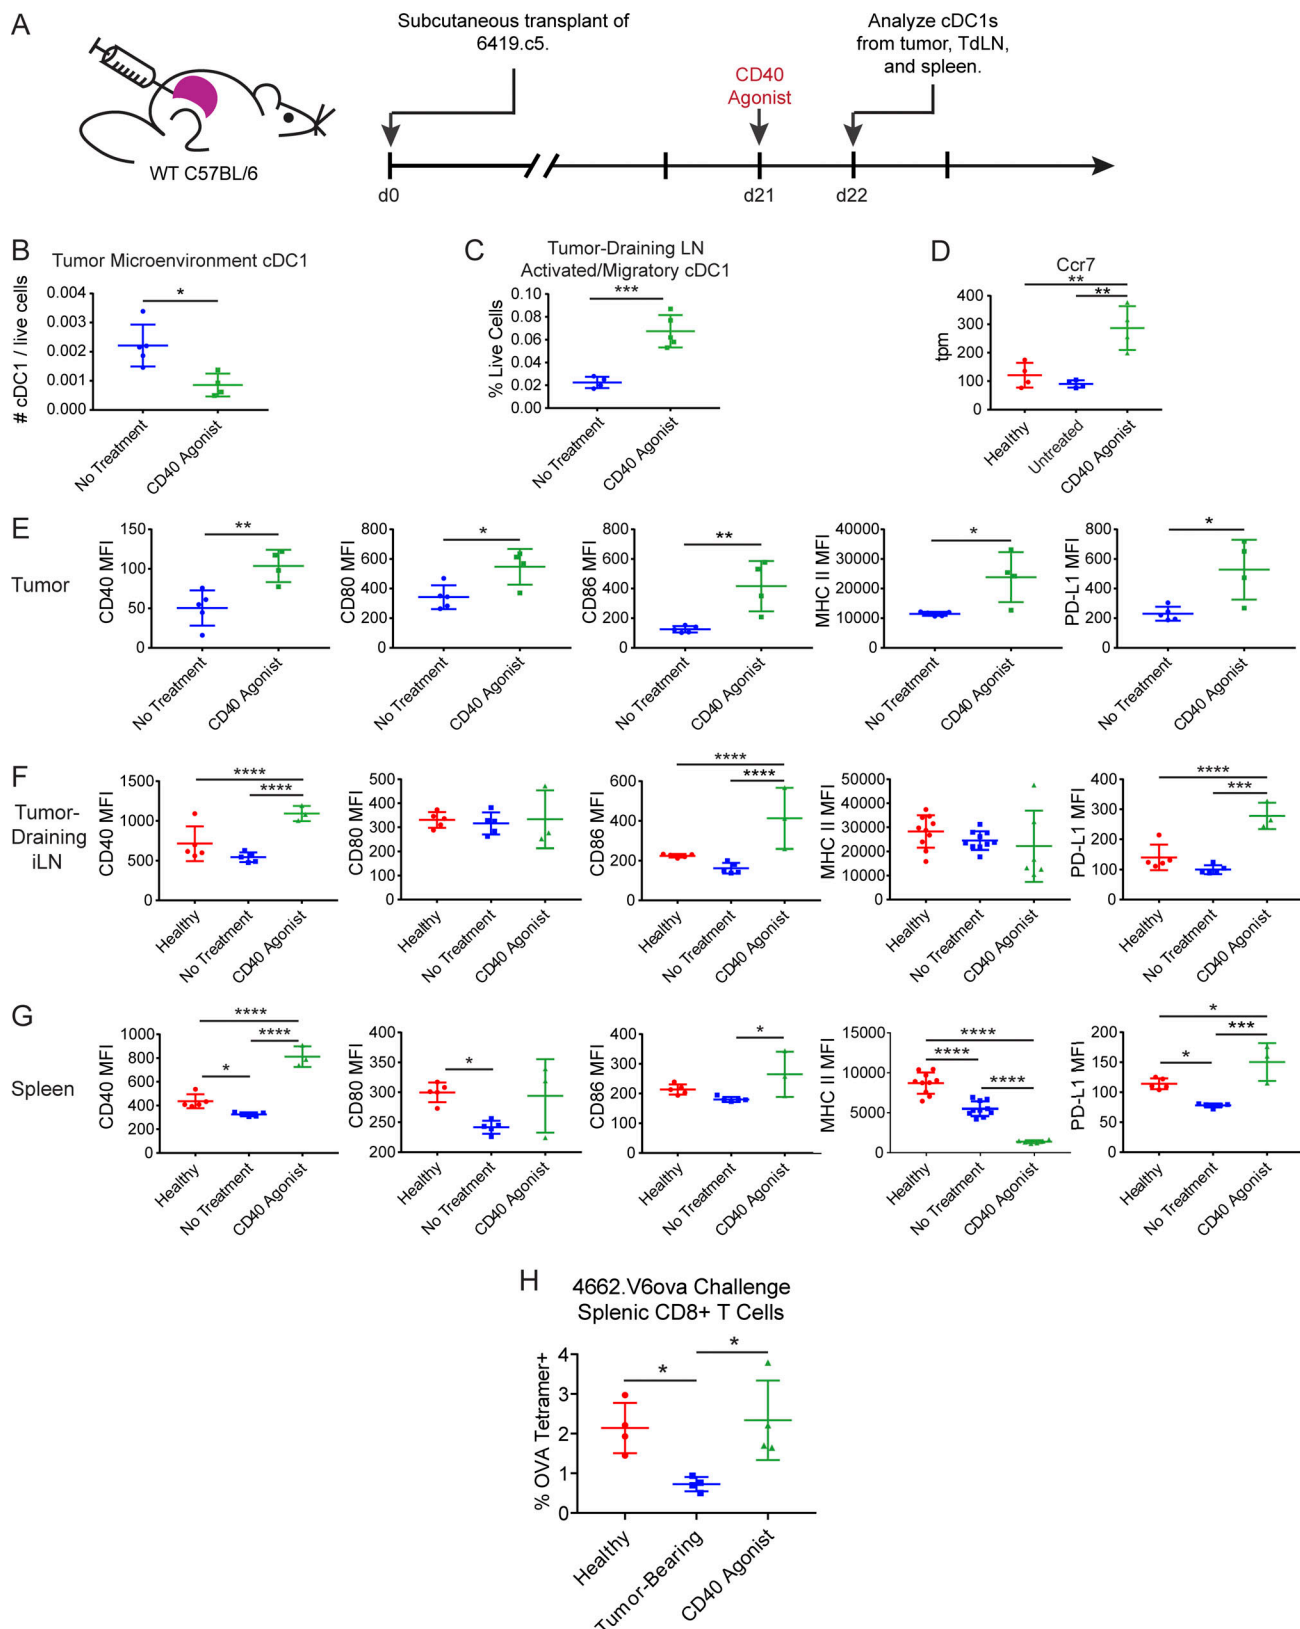 A
Subcutaneous transplant of
6419.c5.
Analyze cDC1s
from tumor, TdLN,
and spleen.
CD40
Agonist
WT C57BL/6
d0
d21
d22
B
Tumor Microenvironment cDC1
# cDC1 / live cells
0.004
0.003
0.002
0.001
0.000
*
No Treatment
CD40 Agonist
C
Tumor-Draining LN
Activated/Migratory cDC1
% Live Cells
0.10
0.08
0.06
0.04
0.02
0.00
***
No Treatment
CD40 Agonist
D
Ccr7
tpm
400
300
200
100
0
**
**
Healthy
Untreated
CD40 Agonist
E
Tumor
CD40 MFI
150
100
50
0
**
No Treatment
CD40 Agonist
CD80 MFI
800
600
400
200
0
*
No Treatment
CD40 Agonist
CD86 MFI
800
600
400
200
0
**
No Treatment
CD40 Agonist
MHC II MFI
40000
30000
20000
10000
0
*
No Treatment
CD40 Agonist
PD-L1 MFI
800
600
400
200
0
*
No Treatment
CD40 Agonist
F
Tumor-
Draining
iLN
CD40 MFI
1500
1000
500
0
****
****
Healthy
No Treatment
CD40 Agonist
CD80 MFI
500
400
300
200
100
0
Healthy
No Treatment
CD40 Agonist
CD86 MFI
600
400
200
0
****
****
Healthy
No Treatment
CD40 Agonist
MHC II MFI
50000
40000
30000
20000
10000
0
Healthy
No Treatment
CD40 Agonist
PD-L1 MFI
400
300
200
100
0
****
***
Healthy
No Treatment
CD40 Agonist
G
Spleen
CD40 MFI
1000
800
600
400
200
0
****
****
*
Healthy
No Treatment
CD40 Agonist
CD80 MFI
400
350
300
250
200
*
Healthy
No Treatment
CD40 Agonist
CD86 MFI
400
300
200
100
0
*
Healthy
No Treatment
CD40 Agonist
MHC II MFI
15000
10000
5000
0
****
****
****
Healthy
No Treatment
CD40 Agonist
PD-L1 MFI
200
150
100
50
0
*
***
*
Healthy
No Treatment
CD40 Agonist
H
4662.V6ova Challenge
Splenic CD8+ T Cells
% OVA Tetramer+
4
3
2
1
0
*
*
Healthy
Tumor-Bearing
CD40 Agonist